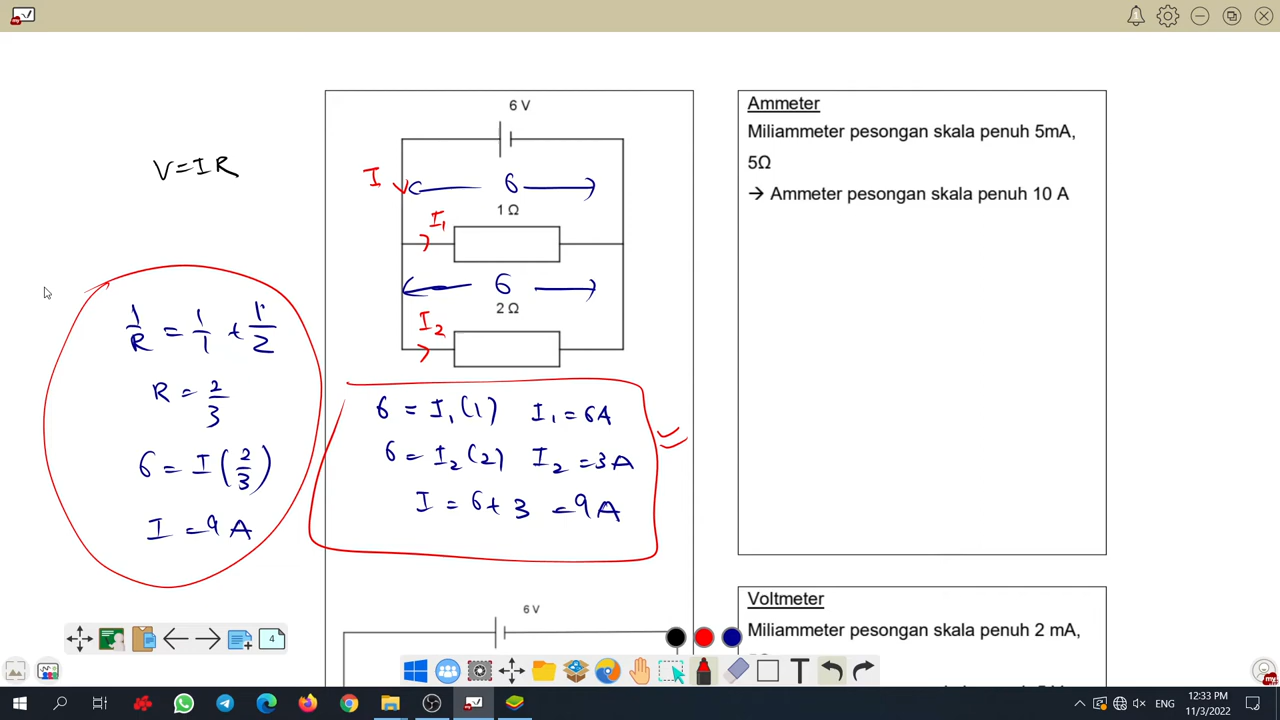 V=IR
1/R = 1/1 + 1/2
R = 2/3
6 = I(2/3)
I = 9 A
6 V
I
6
1 Ω
I₁
6
2 Ω
I₂
6 = I₁(1) I₁ = 6A
6 = I₂(2) I₂ = 3A
I = 6+3 = 9A
6 V
Ammeter
Miliammeter pesongan skala penuh 5mA,
5Ω
→ Ammeter pesongan skala penuh 10 A
Voltmeter
Miliammeter pesongan skala penuh 2 mA,
4
T
12:33 PM
ENG
11/3/2022